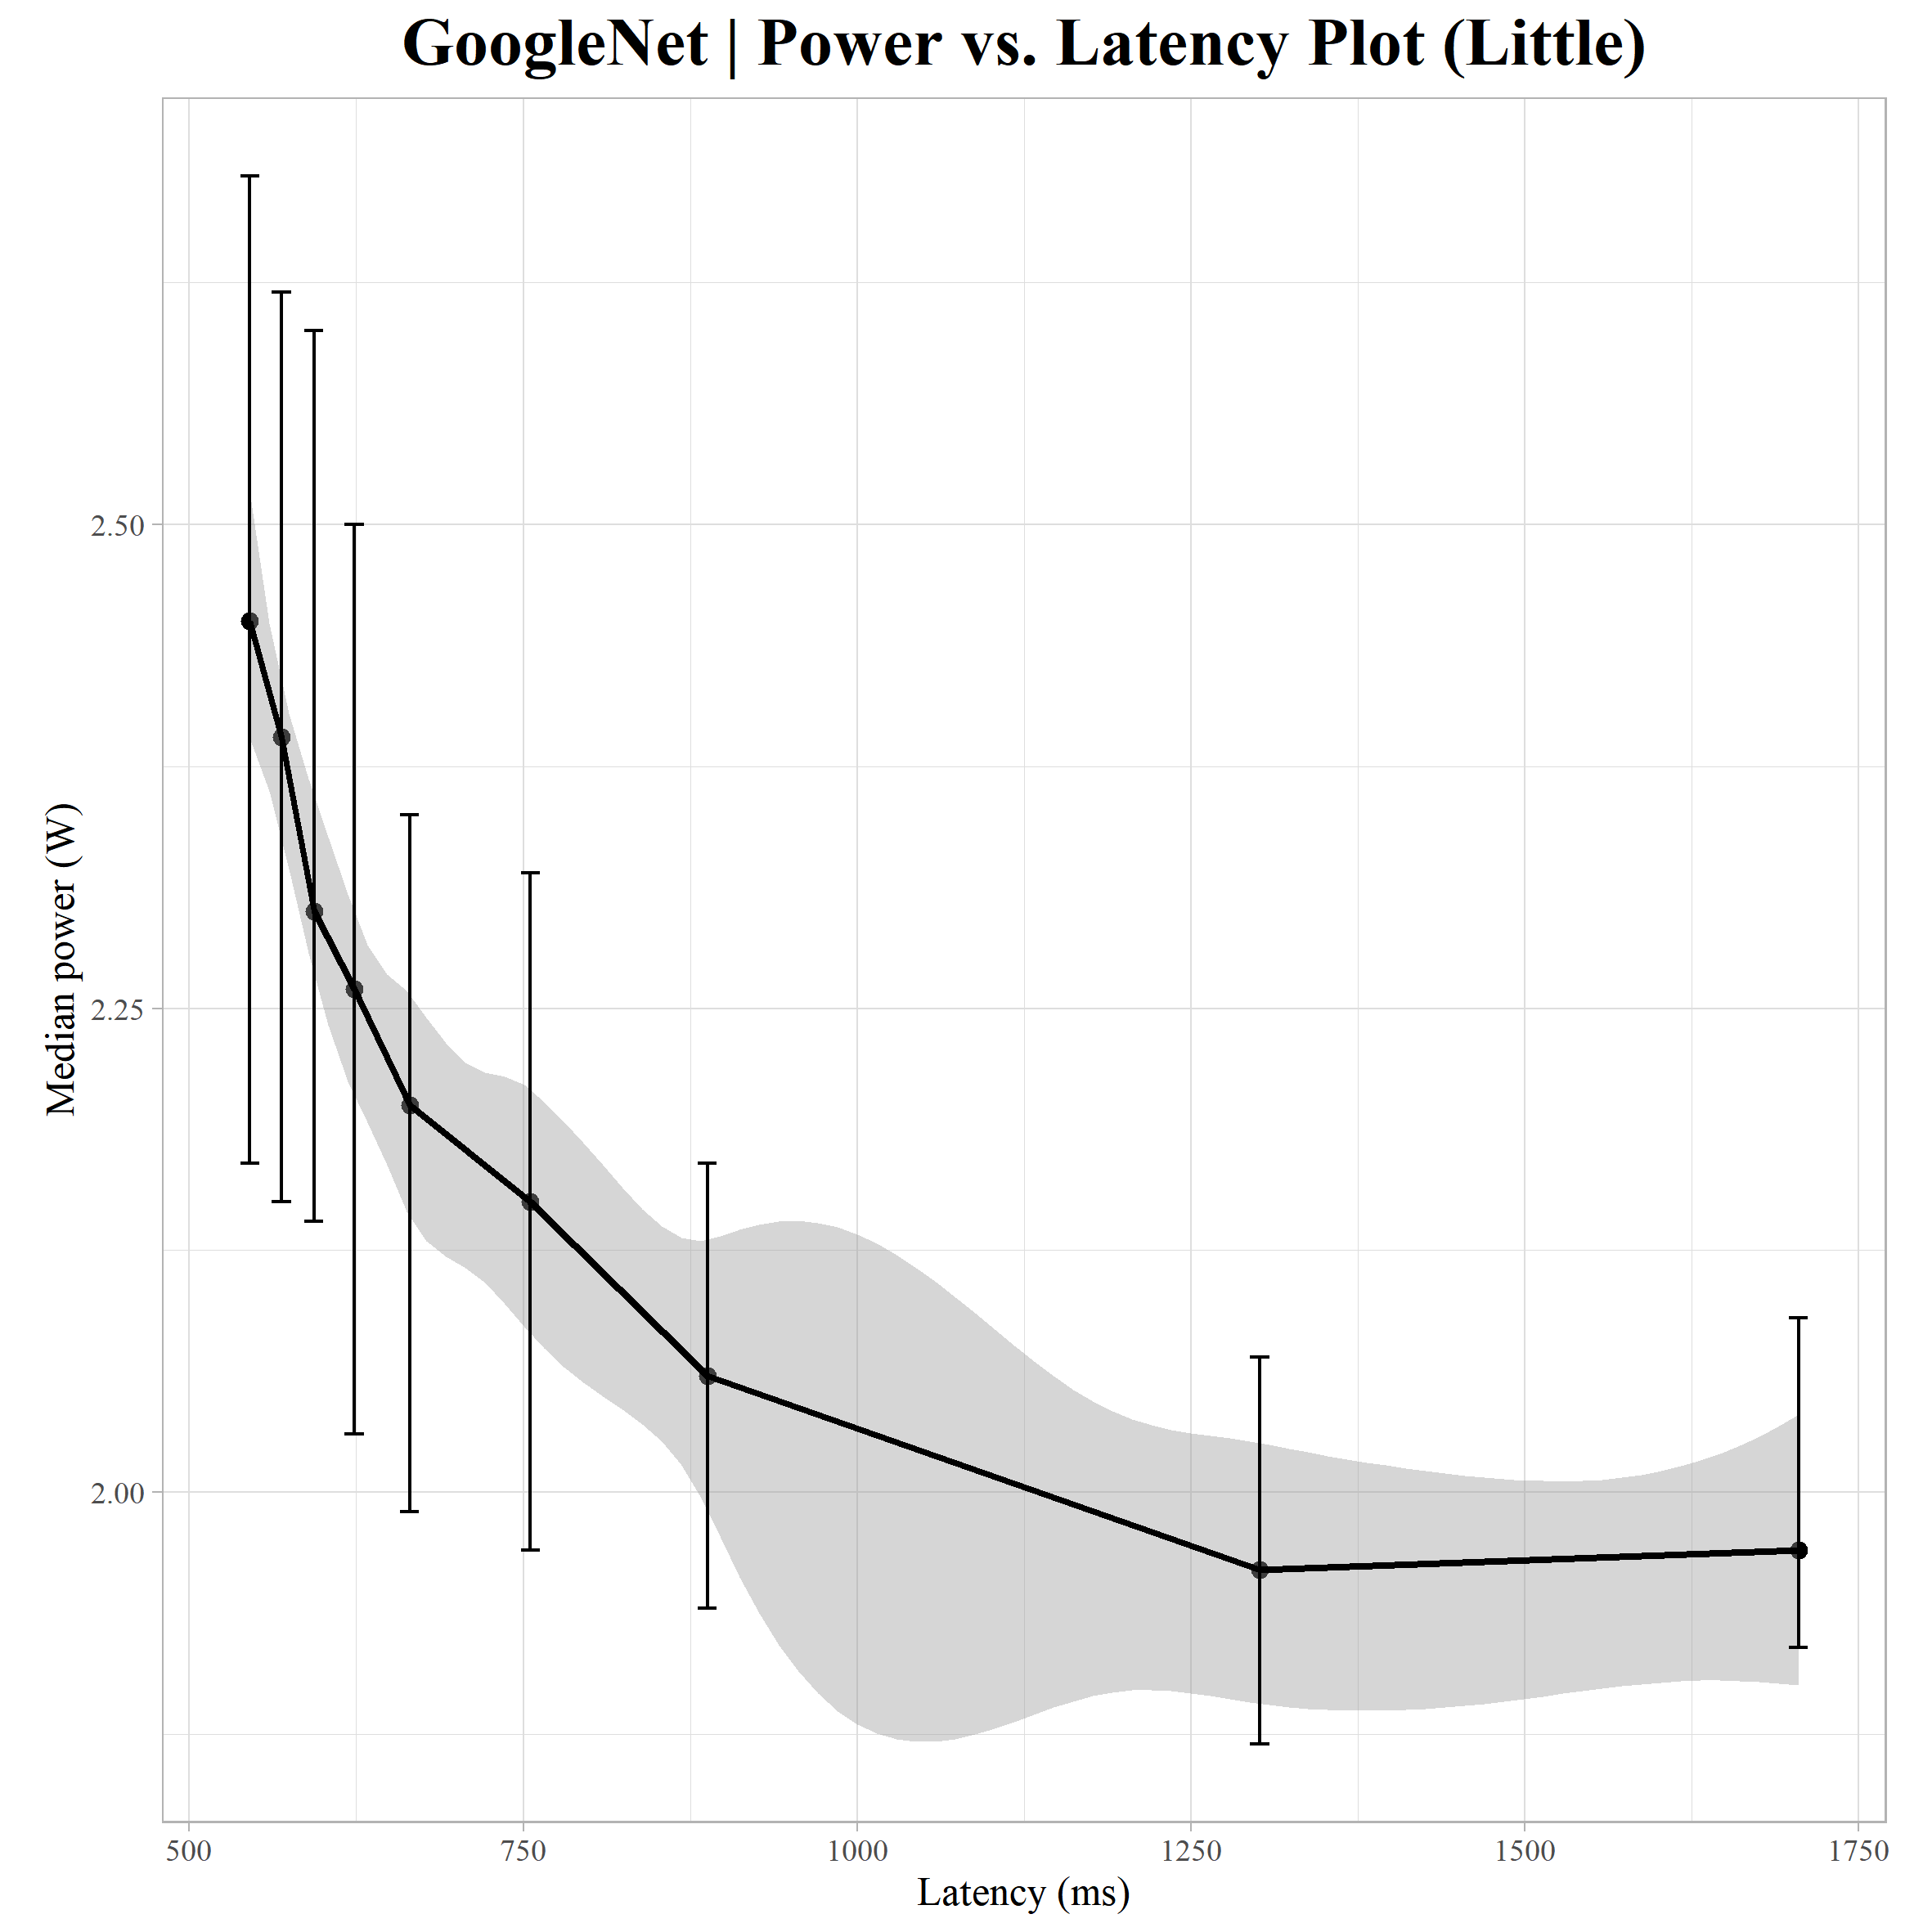 GoogleNet | Power vs. Latency Plot (Little)
Median power (W)
2.50
2.25
2.00
500 750 1000 1250 1500 1750
Latency (ms)